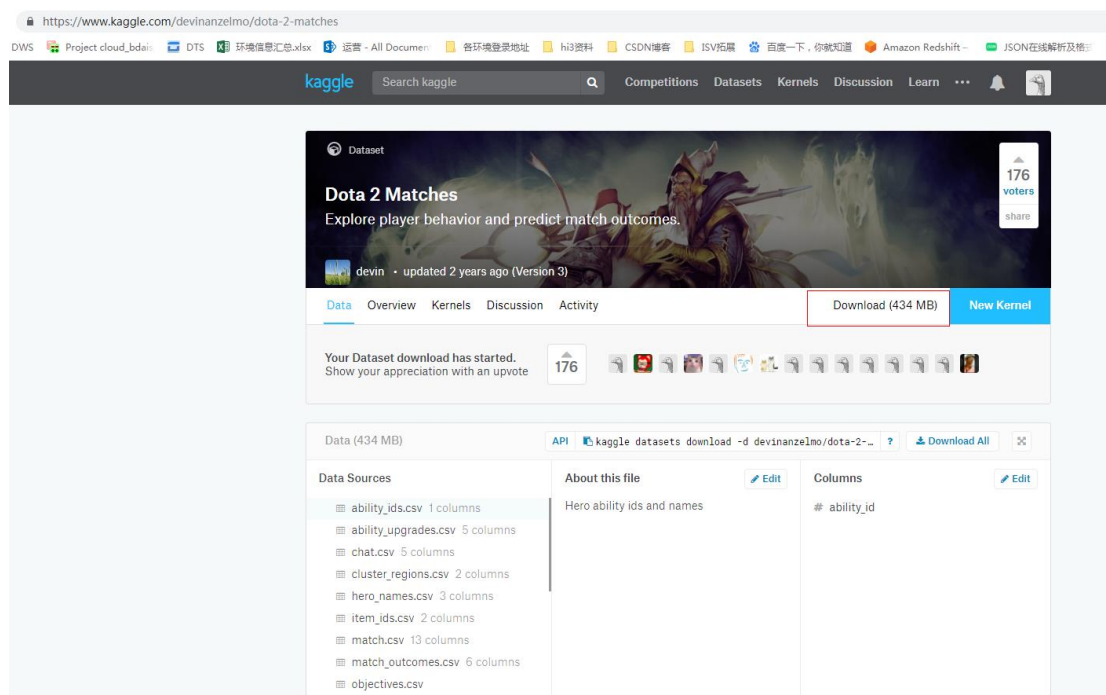 https://www.kaggle.com/devinanzelmo/dota-2-matches
DWS Project cloud_bdais DTS 环境信息汇总.xlsx 运营 - All Documen 各环境登录地址 hi3资料 CSDN博客 ISV拓展 百度一下，你就知道 Amazon Redshift – JSON在线解析及格
kaggle Search kaggle Competitions Datasets Kernels Discussion Learn •••
Dataset
176
voters
share
Dota 2 Matches
Explore player behavior and predict match outcomes.
devin • updated 2 years ago (Version 3)
Data Overview Kernels Discussion Activity Download (434 MB) New Kernel
Your Dataset download has started.
Show your appreciation with an upvote
176
Data (434 MB) API kaggle datasets download -d devinanzelmo/dota-2-… ? Download All
Data Sources About this file Edit Columns Edit
ability_ids.csv 1 columns Hero ability ids and names # ability_id
ability_upgrades.csv 5 columns
chat.csv 5 columns
cluster_regions.csv 2 columns
hero_names.csv 3 columns
item_ids.csv 2 columns
match.csv 13 columns
match_outcomes.csv 6 columns
objectives.csv